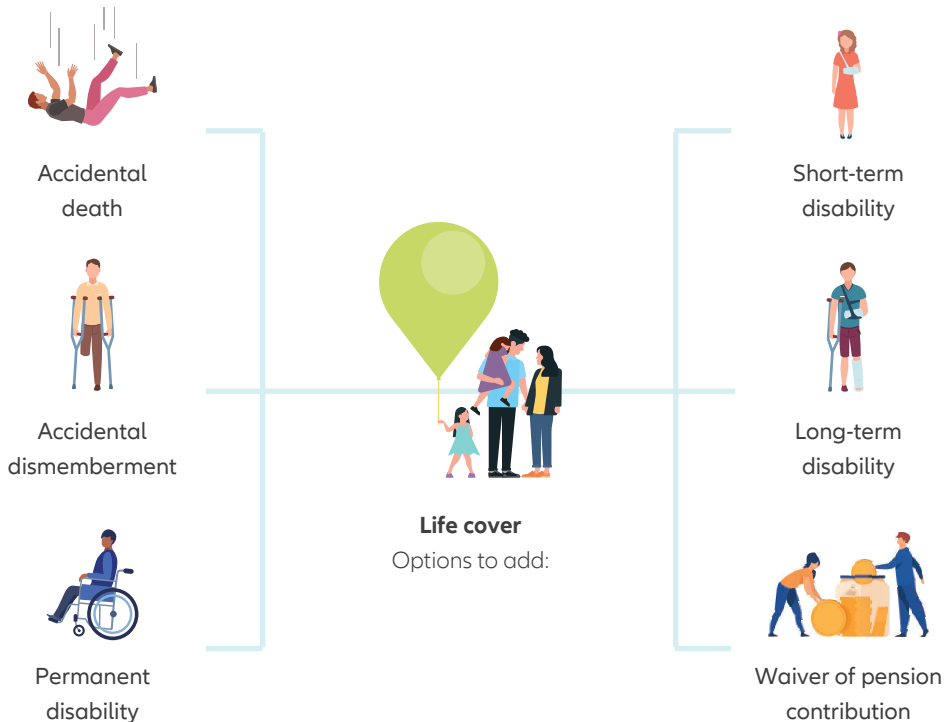 Accidental
death
Accidental
dismemberment
Permanent
disability
Life cover
Options to add:
Short-term
disability
Long-term
disability
Waiver of pension
contribution